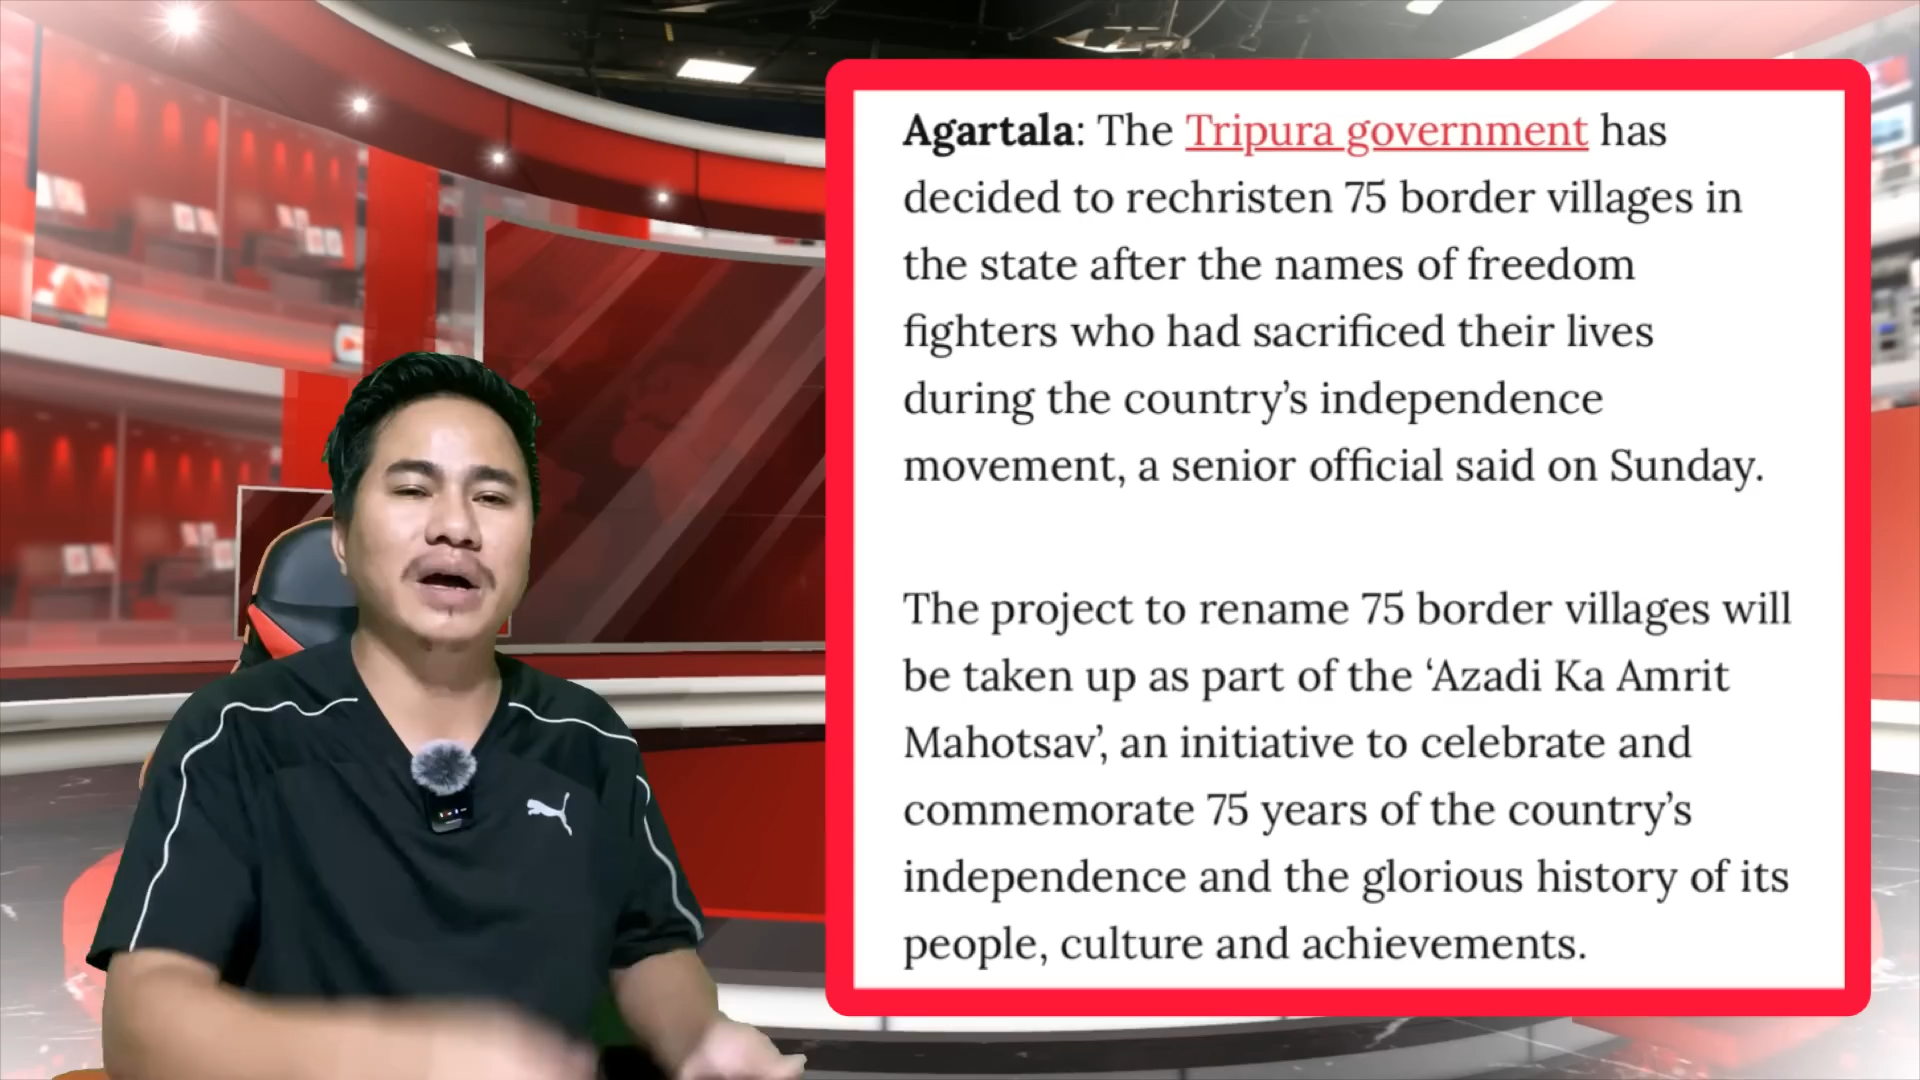 Agartala: The Tripura government has
decided to rechristen 75 border villages in
the state after the names of freedom
fighters who had sacrificed their lives
during the country’s independence
movement, a senior official said on Sunday.
The project to rename 75 border villages will
be taken up as part of the ‘Azadi Ka Amrit
Mahotsav’, an initiative to celebrate and
commemorate 75 years of the country’s
independence and the glorious history of its
people, culture and achievements.